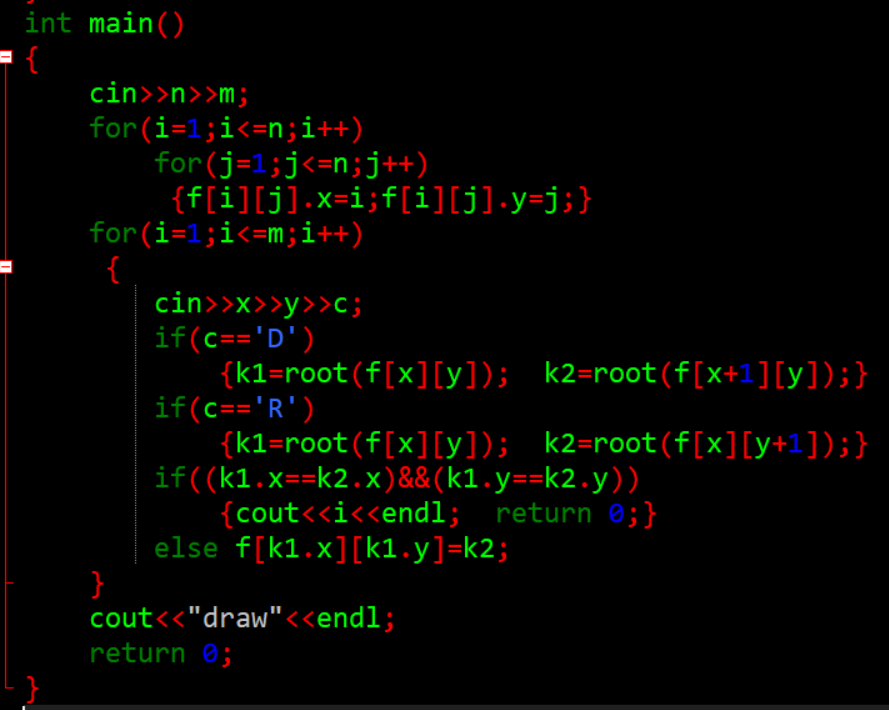 int main()
{
cin>>n>>m;
for(i=1;i<=n;i++)
for(j=1;j<=n;j++)
{f[i][j].x=i;f[i][j].y=j;}
for(i=1;i<=m;i++)
{
cin>>x>>y>>c;
if(c=='D')
{k1=root(f[x][y]);  k2=root(f[x+1][y]);}
if(c=='R')
{k1=root(f[x][y]);  k2=root(f[x][y+1]);}
if((k1.x==k2.x)&&(k1.y==k2.y))
{cout<<i<<endl;  return 0;}
else f[k1.x][k1.y]=k2;
}
cout<<"draw"<<endl;
return 0;
}